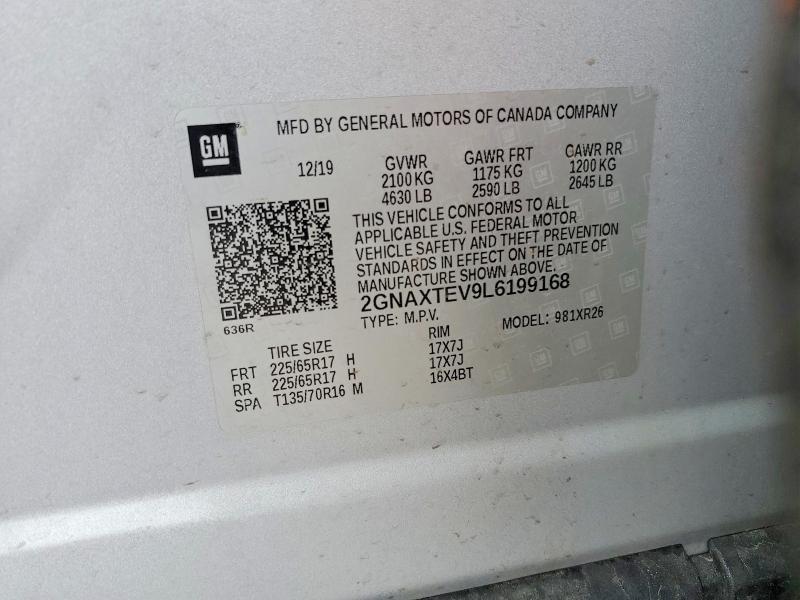 GM
MFD BY GENERAL MOTORS OF CANADA COMPANY
12/19 GVWR GAWR FRT GAWR RR
2100 KG 1175 KG 1200 KG
4630 LB 2590 LB 2645 LB
THIS VEHICLE CONFORMS TO ALL
APPLICABLE U.S. FEDERAL MOTOR
VEHICLE SAFETY AND THEFT PREVENTION
STANDARDS IN EFFECT ON THE DATE OF
MANUFACTURE SHOWN ABOVE.
2GNAXTEV9L6199168
636R
TYPE: M.P.V. MODEL: 981XR26
TIRE SIZE RIM
FRT 225/65R17 H 17X7J
RR 225/65R17 H 17X7J
SPA T135/70R16 M 16X4BT